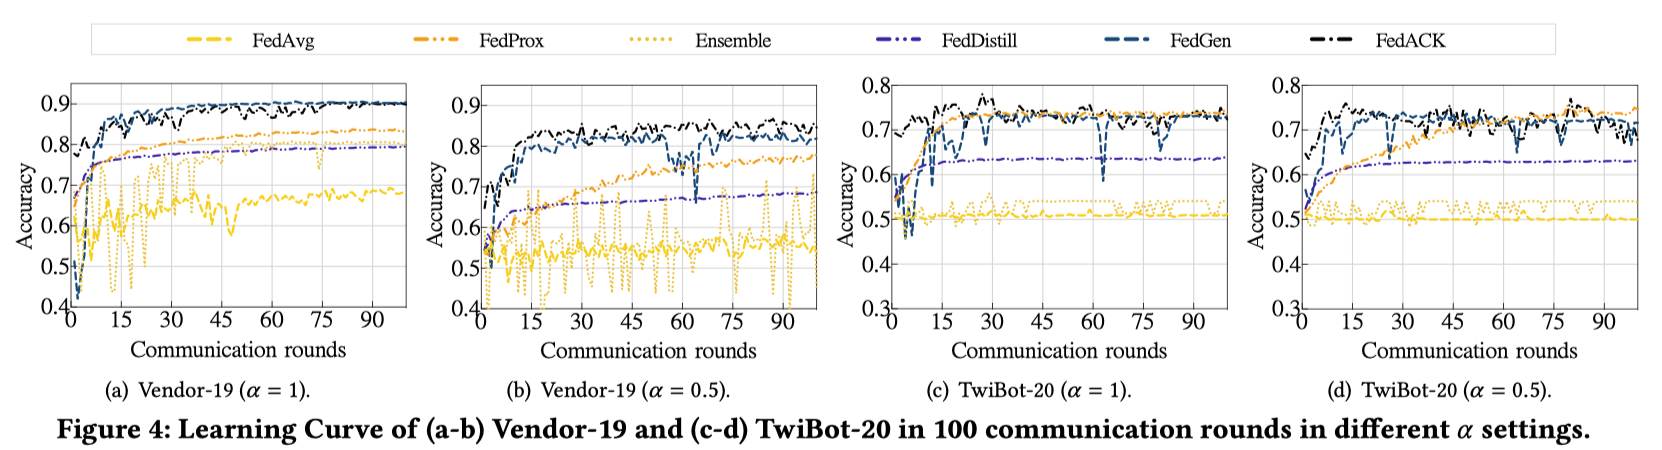 FedAvg FedProx Ensemble FedDistill FedGen FedACK
Accuracy
0.9
0.8
0.7
0.6
0.5
0.4
0 15 30 45 60 75 90
Communication rounds
(a) Vendor-19 (α = 1).
Accuracy
0.9
0.8
0.7
0.6
0.5
0.4
0 15 30 45 60 75 90
Communication rounds
(b) Vendor-19 (α = 0.5).
Accuracy
0.8
0.7
0.6
0.5
0.4
0.3
0 15 30 45 60 75 90
Communication rounds
(c) TwiBot-20 (α = 1).
Accuracy
0.8
0.7
0.6
0.5
0.4
0.3
0 15 30 45 60 75 90
Communication rounds
(d) TwiBot-20 (α = 0.5).
Figure 4: Learning Curve of (a-b) Vendor-19 and (c-d) TwiBot-20 in 100 communication rounds in different α settings.